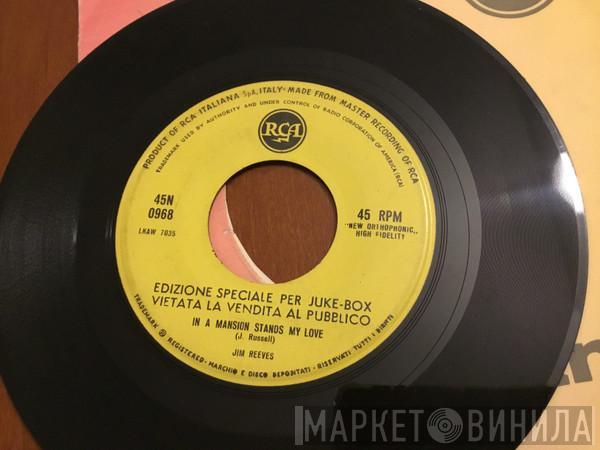 PRODUCT OF RCA ITALIANA SpA, ITALY - MADE FROM MASTER RECORDING OF RCA
TRADEMARK USED BY AUTHORITY AND UNDER CONTROL OF RADIO CORPORATION OF AMERICA (RCA)
RCA
45N
0968
LKAW 7035
45 RPM
"NEW ORTHOPHONIC,,
HIGH FIDELITY
EDIZIONE SPECIALE PER JUKE-BOX
VIETATA LA VENDITA AL PUBBLICO
IN A MANSION STANDS MY LOVE
(J. Russell)
JIM REEVES
TRADEMARK ® REGISTERED - MARCHIO E DISCO DEPOSITATI - RISERVATI TUTTI I DIRITTI
МАРКЕТ ВИНИЛА